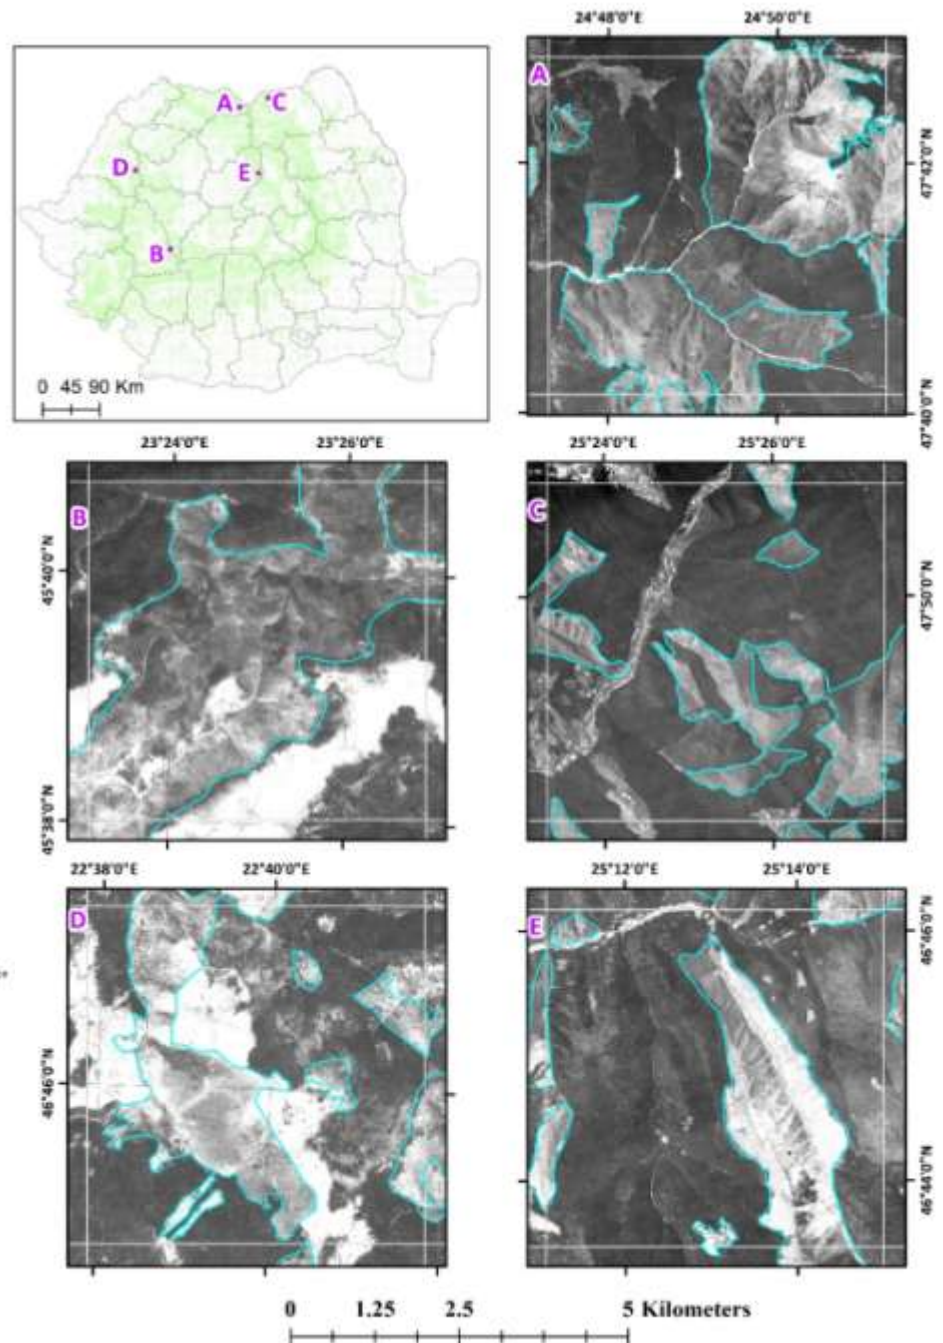 24°48'0"E 24°50'0"E
A
C
D
E
B
0 45 90 Km
A
47°42'0"N
47°40'0"N
23°24'0"E 23°26'0"E
25°24'0"E 25°26'0"E
B
45°40'0"N
45°38'0"N
C
47°50'0"N
22°38'0"E 22°40'0"E
25°12'0"E 25°14'0"E
D
46°46'0"N
E
46°46'0"N
46°44'0"N
0 1.25 2.5 5 Kilometers